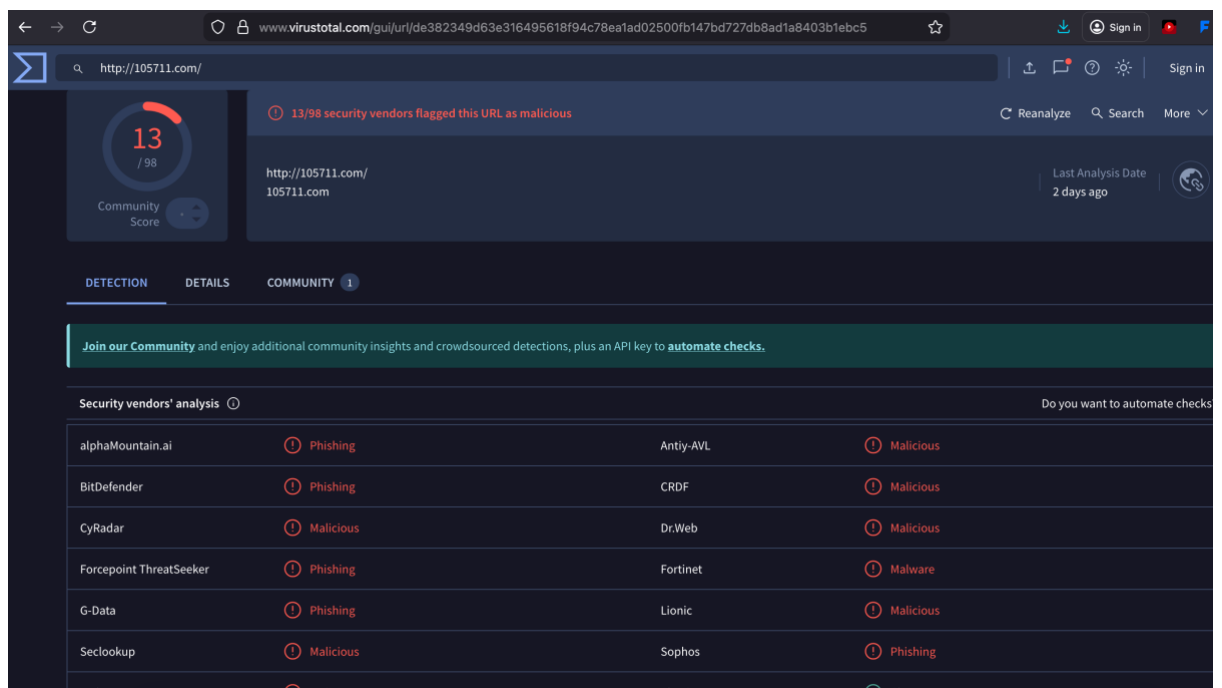 www.virustotal.com/gui/url/de382349d63e316495618f94c78ea1ad02500fb147bd727db8ad1a8403b1ebc5
Sign in
http://105711.com/
Sign in
13
/ 98
Community
Score
13/98 security vendors flagged this URL as malicious
Reanalyze
Search
More
http://105711.com/
105711.com
Last Analysis Date
2 days ago
DETECTION DETAILS COMMUNITY 1
Join our Community and enjoy additional community insights and crowdsourced detections, plus an API key to automate checks.
Security vendors' analysis
Do you want to automate checks
alphaMountain.ai Phishing Antiy-AVL Malicious
BitDefender Phishing CRDF Malicious
CyRadar Malicious Dr.Web Malicious
Forcepoint ThreatSeeker Phishing Fortinet Malware
G-Data Phishing Lionic Malicious
Seclookup Malicious Sophos Phishing